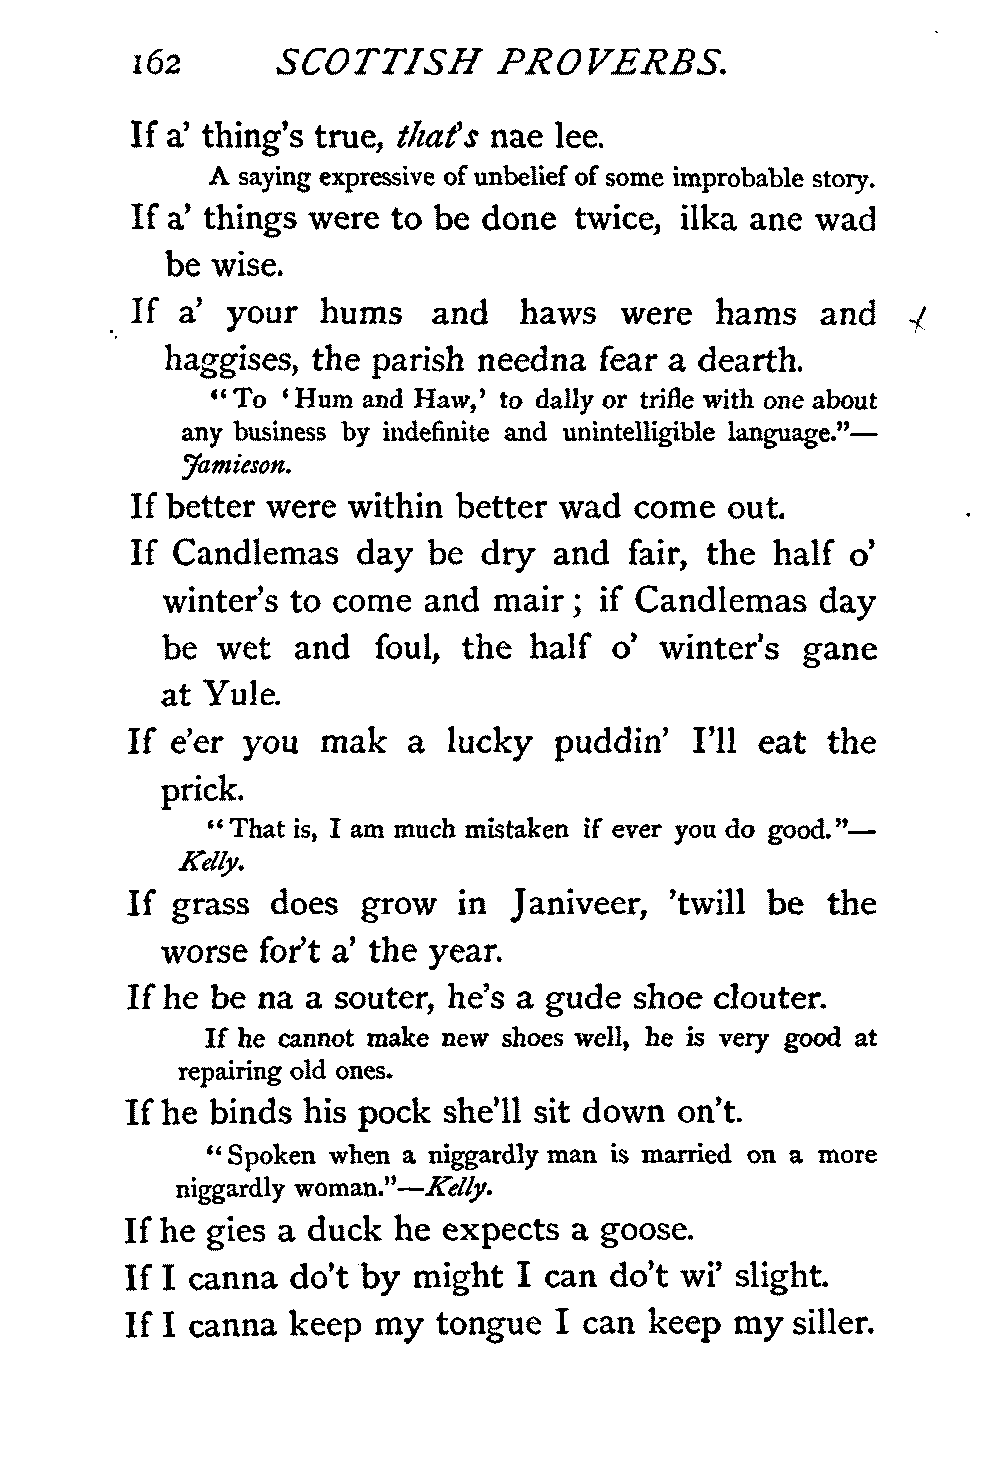 162 SCOTTISH PROVERBS.
If a' thing's true, that's nae lee.
A saying expressive of unbelief of some improbable story.
If a' things were to be done twice, ilka ane wad
be wise.
If a' your hums and haws were hams and
haggises, the parish needna fear a dearth.
"To 'Hum and Haw,' to dally or trifle with one about
any business by indefinite and unintelligible language."—
Jamieson.
If better were within better wad come out.
If Candlemas day be dry and fair, the half o'
winter's to come and mair; if Candlemas day
be wet and foul, the half o' winter's gane
at Yule.
If e'er you mak a lucky puddin' I'll eat the
prick.
"That is, I am much mistaken if ever you do good."—
Kelly.
If grass does grow in Janiveer, 'twill be the
worse for't a' the year.
If he be na a souter, he's a gude shoe clouter.
If he cannot make new shoes well, he is very good at
repairing old ones.
If he binds his pock she'll sit down on't.
"Spoken when a niggardly man is married on a more
niggardly woman."—Kelly.
If he gies a duck he expects a goose.
If I canna do't by might I can do't wi' slight.
If I canna keep my tongue I can keep my siller.